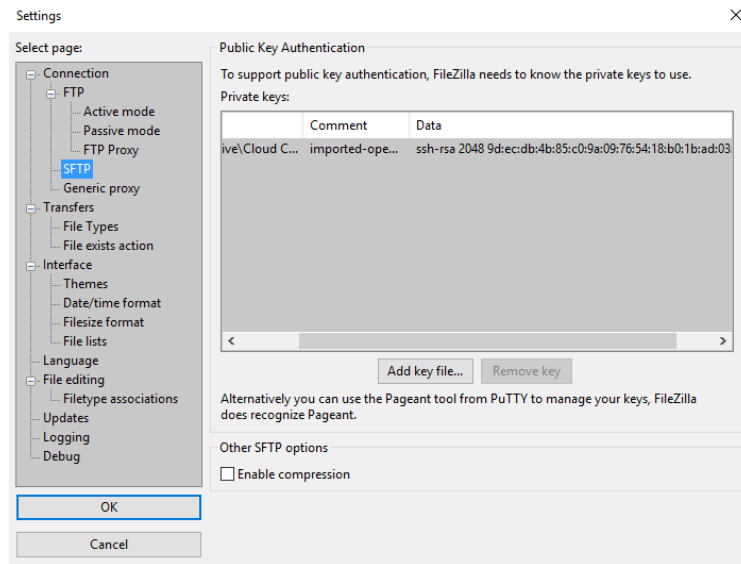 Settings
Select page:
Connection
FTP
Active mode
Passive mode
FTP Proxy
SFTP
Generic proxy
Transfers
File Types
File exists action
Interface
Themes
Date/time format
Filesize format
File lists
Language
File editing
Filetype associations
Updates
Logging
Debug
OK
Cancel
Public Key Authentication
To support public key authentication, FileZilla needs to know the private keys to use.
Private keys:
Comment Data
ive\Cloud C... imported-ope... ssh-rsa 2048 9d:ec:db:4b:85:c0:9a:09:76:54:18:b0:1b:ad:03
Add key file... Remove key
Alternatively you can use the Pageant tool from PuTTY to manage your keys, FileZilla
does recognize Pageant.
Other SFTP options
Enable compression